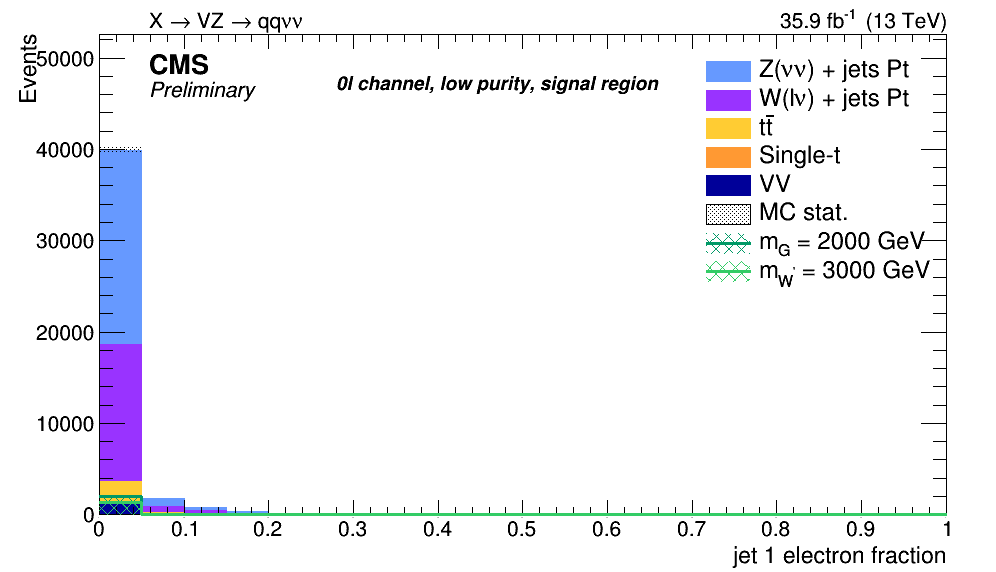 X → VZ → qqνν
35.9 fb⁻¹ (13 TeV)
Events
CMS
Preliminary
0l channel, low purity, signal region
Z(νν) + jets Pt
W(lν) + jets Pt
tt̄
Single-t
VV
MC stat.
m_G = 2000 GeV
m_W' = 3000 GeV
50000
40000
30000
20000
10000
0
0 0.1 0.2 0.3 0.4 0.5 0.6 0.7 0.8 0.9 1
jet 1 electron fraction